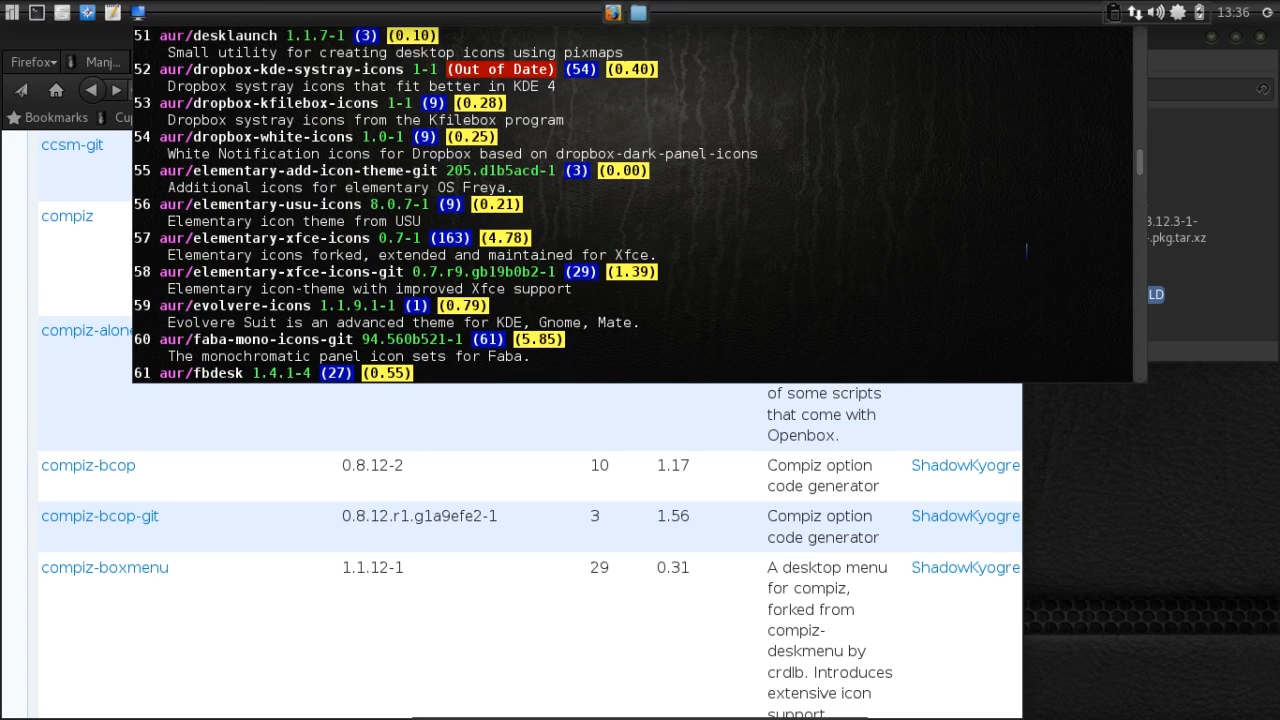 13:36
51 aur/desklaunch 1.1.7-1 (3) (0.10)
Small utility for creating desktop icons using pixmaps
52 aur/dropbox-kde-systray-icons 1-1 (Out of Date) (54) (0.40)
Dropbox systray icons that fit better in KDE 4
53 aur/dropbox-kfilebox-icons 1-1 (9) (0.28)
Dropbox systray icons from the Kfilebox program
54 aur/dropbox-white-icons 1.0-1 (9) (0.25)
White Notification icons for Dropbox based on dropbox-dark-panel-icons
55 aur/elementary-add-icon-theme-git 205.d1b5acd-1 (3) (0.00)
Additional icons for elementary OS Freya.
56 aur/elementary-usu-icons 8.0.7-1 (9) (0.21)
Elementary icon theme from USU
57 aur/elementary-xfce-icons 0.7-1 (163) (4.78)
Elementary icons forked, extended and maintained for Xfce.
58 aur/elementary-xfce-icons-git 0.7.r9.gb19b0b2-1 (29) (1.39)
Elementary icon-theme with improved Xfce support
59 aur/evolvere-icons 1.1.9.1-1 (1) (0.79)
Evolvere Suit is an advanced theme for KDE, Gnome, Mate.
60 aur/faba-mono-icons-git 94.560b521-1 (61) (5.85)
The monochromatic panel icon sets for Faba.
61 aur/fbdesk 1.4.1-4 (27) (0.55)
Firefox
Manj...
Bookmarks
Cup
3.12.3-1-
.pkg.tar.xz
LD
ccsm-git
compiz
compiz-alone
of some scripts
that come with
Openbox.
compiz-bcop 0.8.12-2 10 1.17 Compiz option ShadowKyogre
code generator
compiz-bcop-git 0.8.12.r1.g1a9efe2-1 3 1.56 Compiz option ShadowKyogre
code generator
compiz-boxmenu 1.1.12-1 29 0.31 A desktop menu ShadowKyogre
for compiz,
forked from
compiz-
deskmenu by
crdlb. Introduces
extensive icon
support